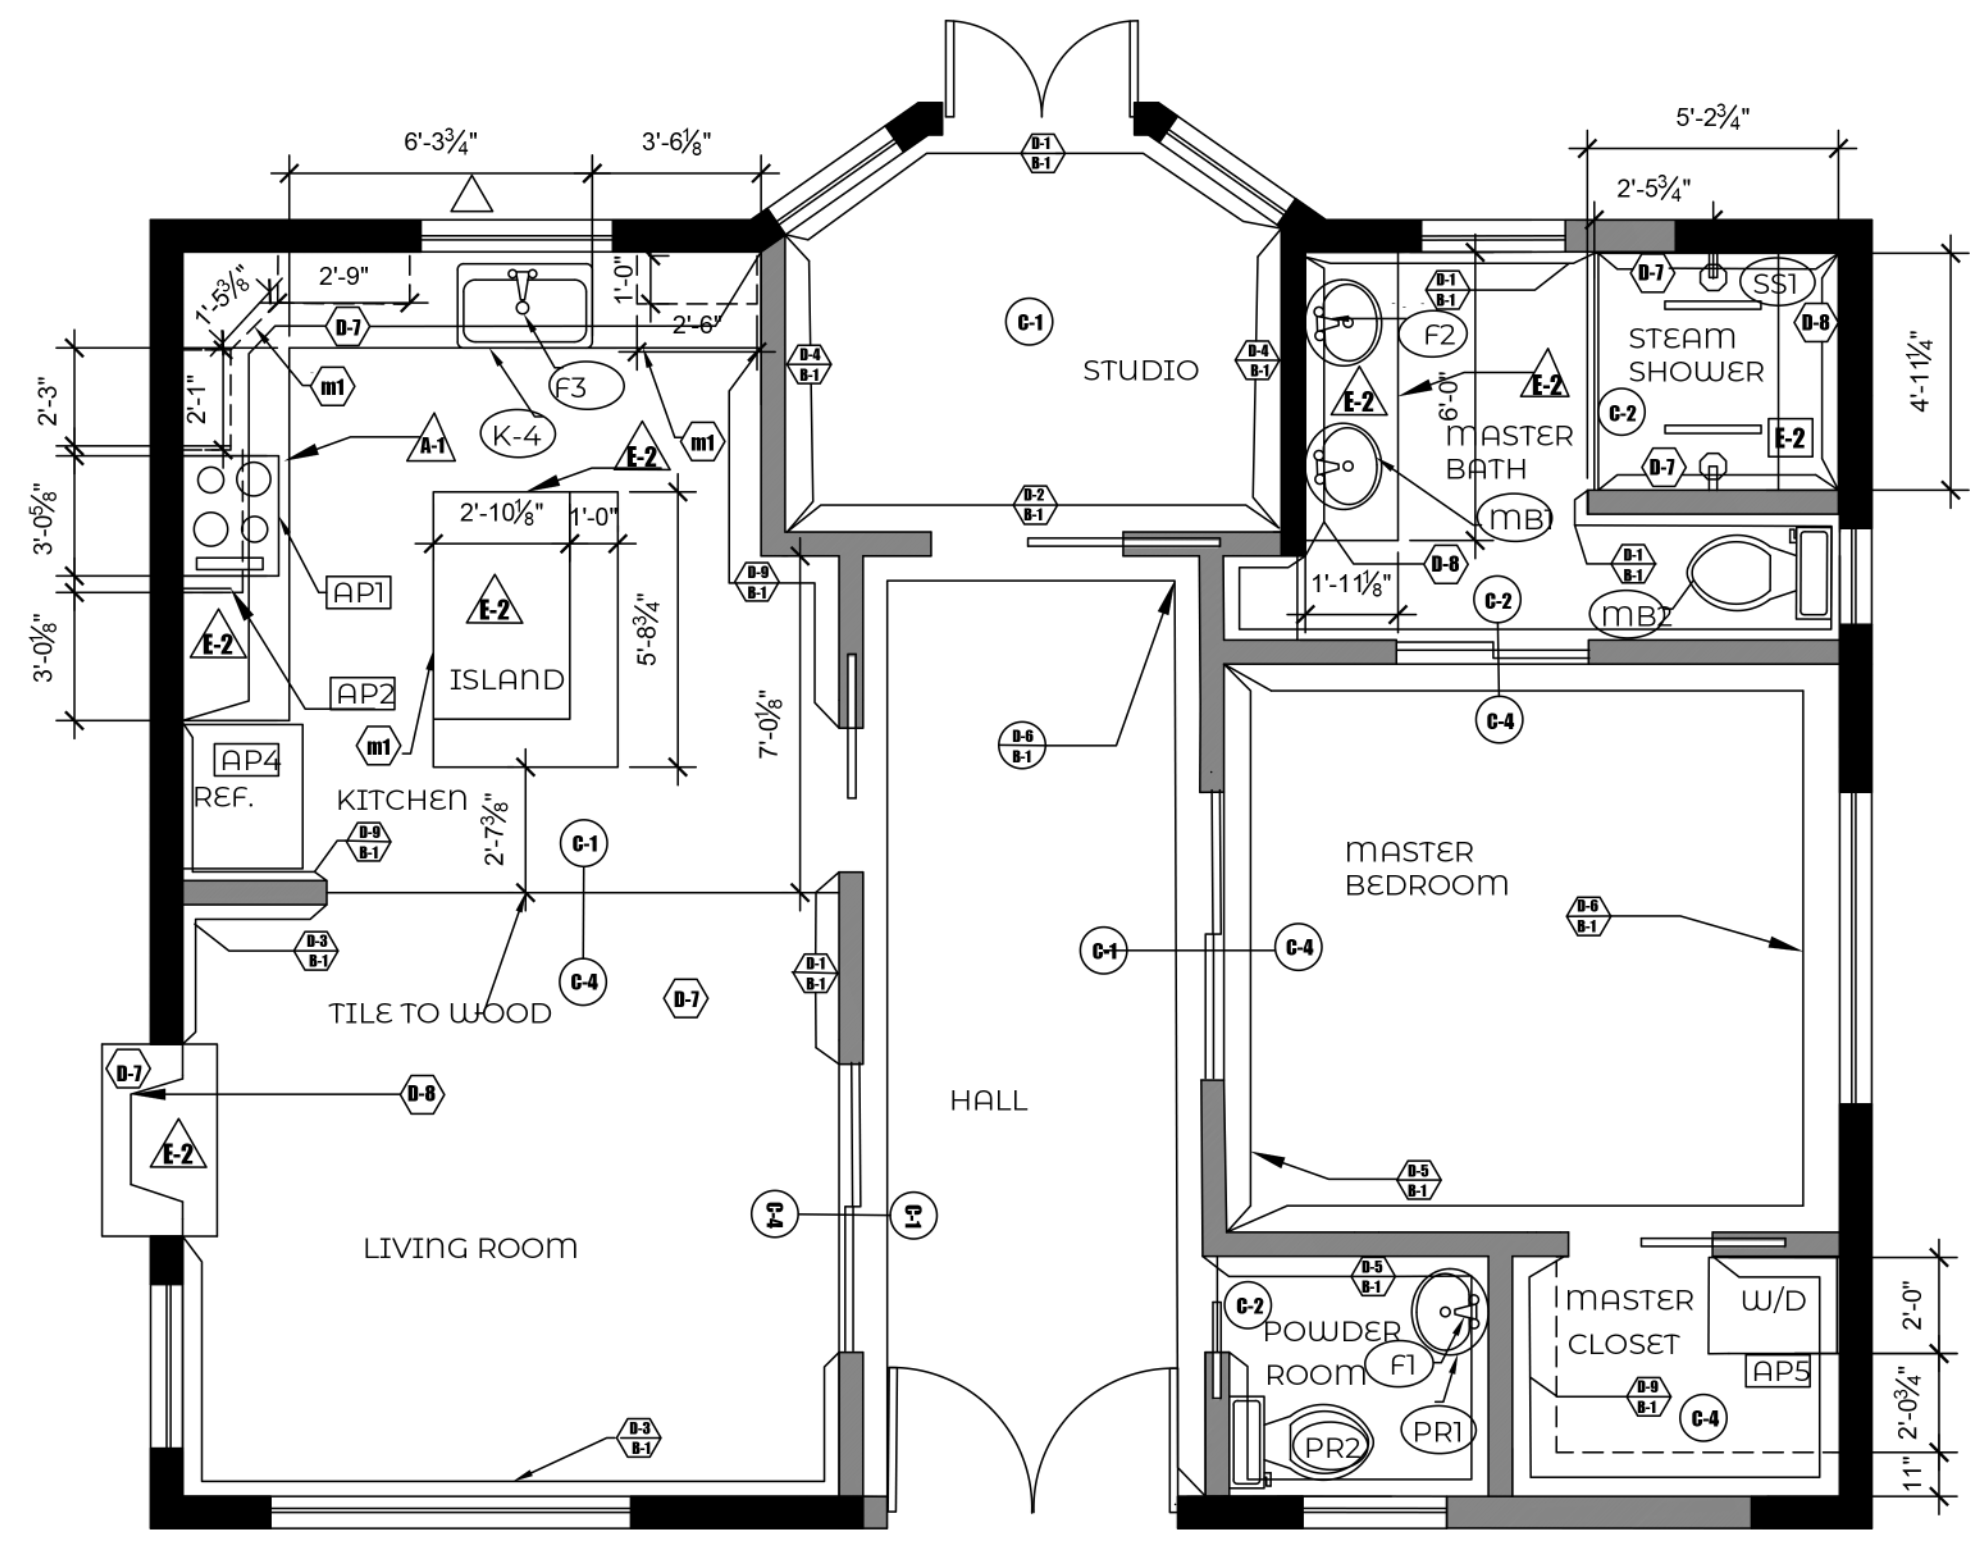 D-1
B-1
5'-2¾"
6'-3¾"
3'-6⅛"
2'-5¾"
1'-5⅜"
2'-9"
1'-0"
D-7
2'-6"
D-7
SS1
D-1
B-1
F2
C-1
D-8
STEAM
SHOWER
4'-11¼"
D-4
B-1
D-4
B-1
STUDIO
2'-3"
2'-1"
m1
F3
K-4
A-1
E-2
m1
E-2
6'-0"
E-2
C-2
E-2
MASTER
BATH
D-7
3'-0⅝"
2'-10⅛"
1'-0"
D-2
B-1
MB1
AP1
E-2
D-9
B-1
1'-11⅛"
D-8
D-1
B-1
C-2
MB2
3'-0⅛"
E-2
AP2
ISLAND
5'-8¾"
7'-0⅛"
m1
D-6
B-1
C-4
AP4
REF.
KITCHEN
2'-7⅜"
D-9
B-1
C-1
MASTER
BEDROOM
D-6
B-1
D-3
B-1
C-4
D-1
B-1
C-1
C-4
TILE TO WOOD
D-7
D-7
D-8
HALL
E-2
D-5
B-1
C-4
C-1
LIVING ROOM
D-5
B-1
C-2
POWDER
ROOM
F1
MASTER
CLOSET
W/D
AP5
2'-0"
D-9
B-1
C-4
2'-0¾"
D-3
B-1
PR2
PR1
11"